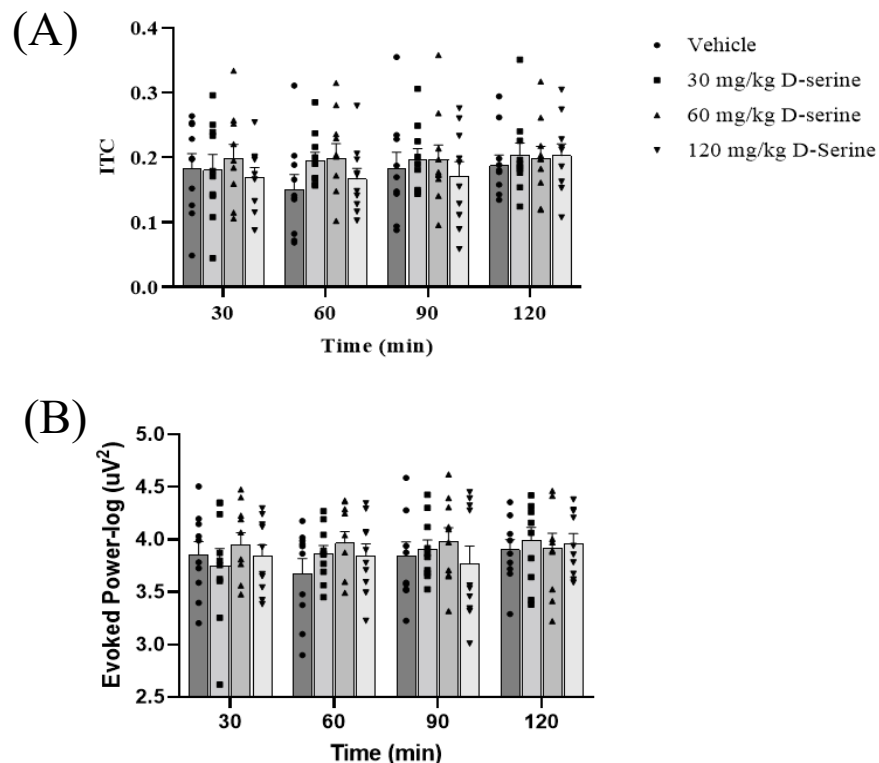 (A)
0.4
0.3
0.2
0.1
0.0
ITC
30 60 90 120
Time (min)
Vehicle
30 mg/kg D-serine
60 mg/kg D-serine
120 mg/kg D-Serine
(B)
5.0
4.5
4.0
3.5
3.0
2.5
Evoked Power-log (uV²)
30 60 90 120
Time (min)